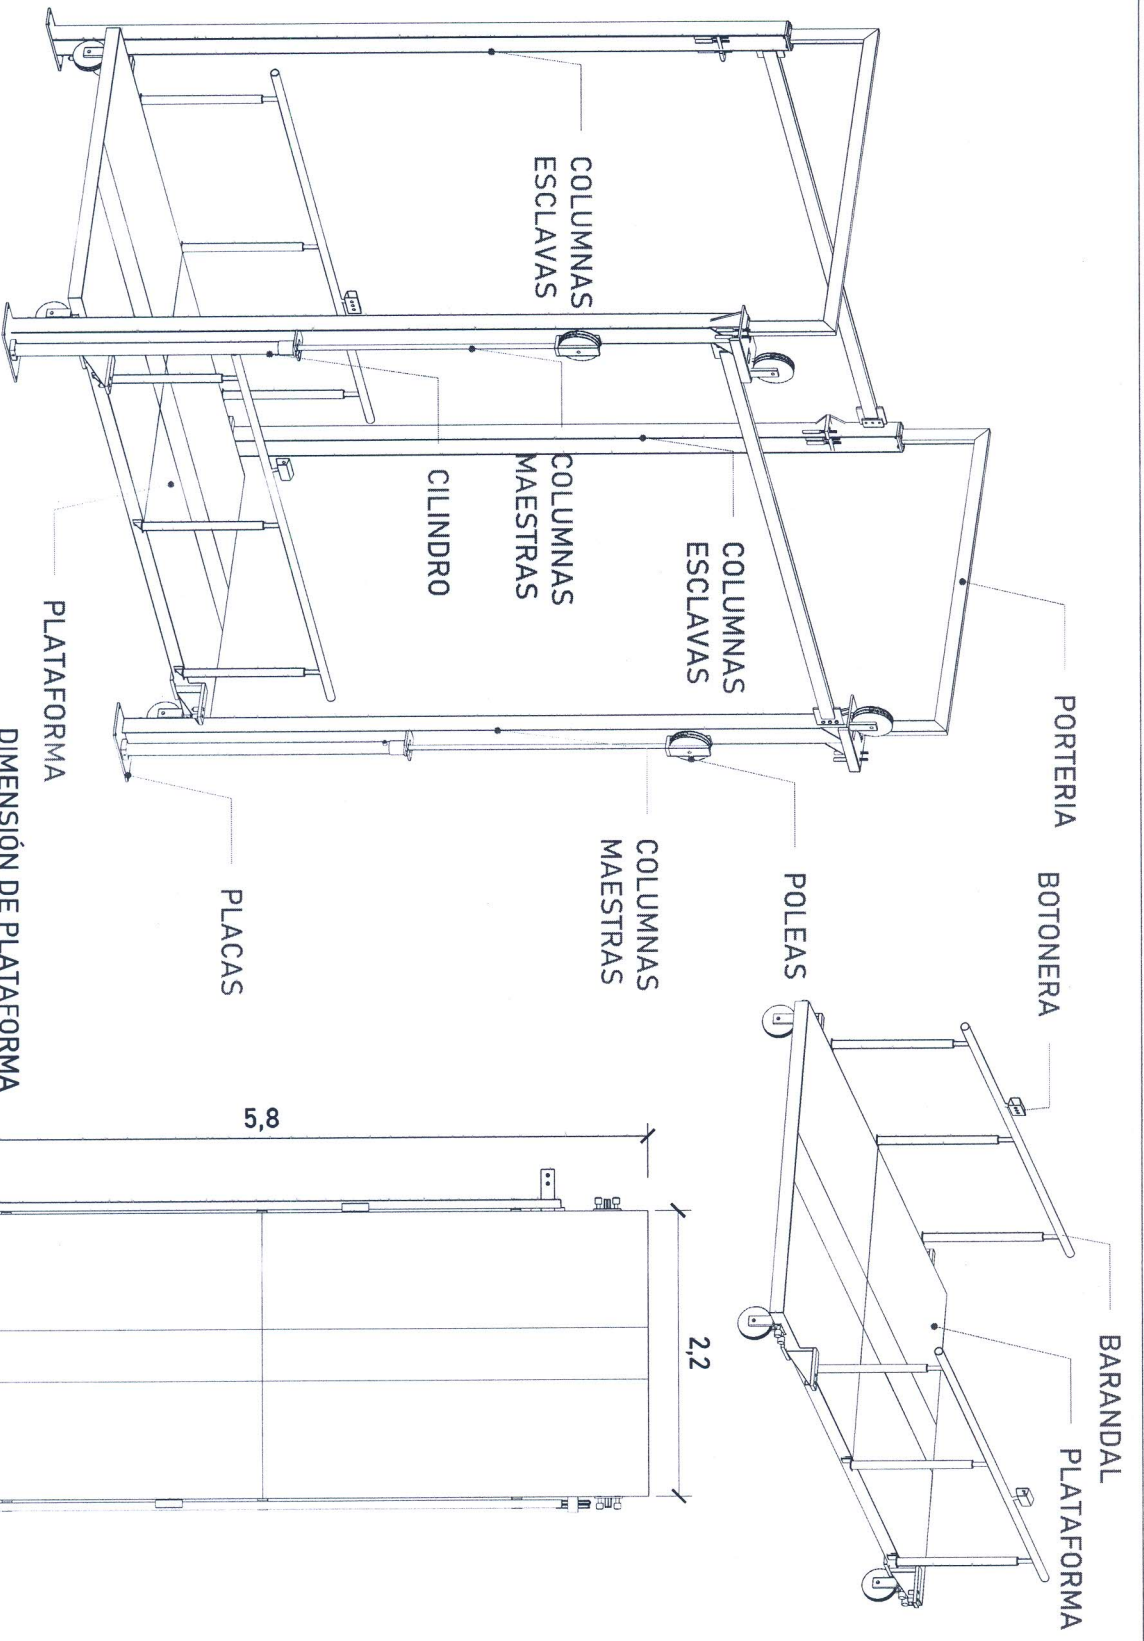 COLUMNAS
ESCLAVAS
COLUMNAS
MAESTRAS
CILINDRO
COLUMNAS
ESCLAVAS
PORTERIA
PLATAFORMA
PLACAS
COLUMNAS
MAESTRAS
POLEAS
BOTONERA
BARANDAL
PLATAFORMA
DIMENSIÓN DE PLATAFORMA
5,8
2,2